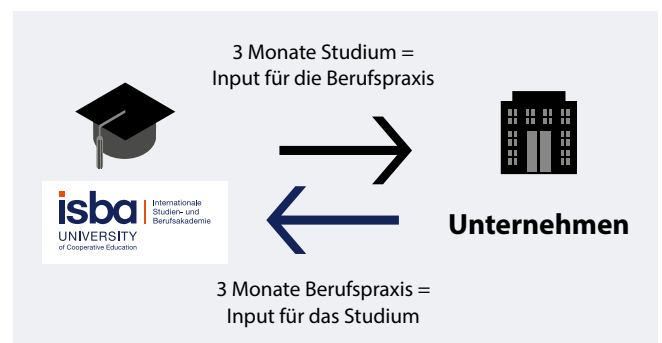 3 Monate Studium =
Input für die Berufspraxis
isba
Internationale
Studien- und
Berufsakademie
UNIVERSITY
of Cooperative Education
Unternehmen
3 Monate Berufspraxis =
Input für das Studium